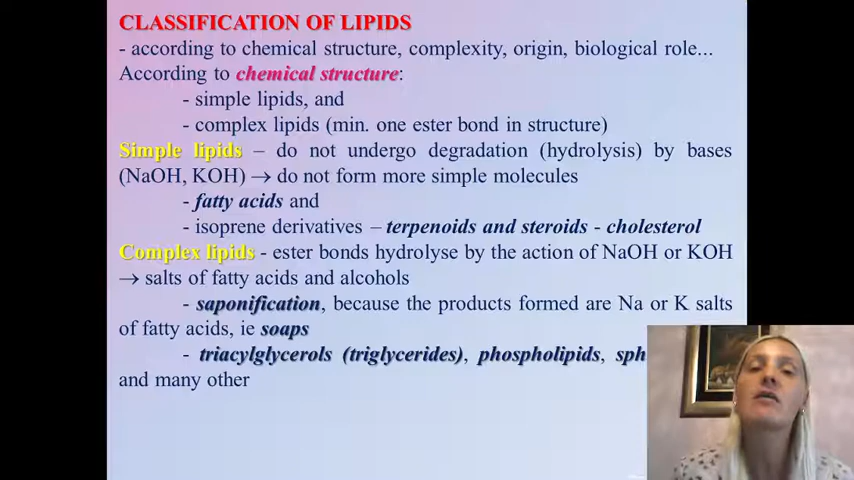 CLASSIFICATION OF LIPIDS
- according to chemical structure, complexity, origin, biological role...
According to chemical structure:
- simple lipids, and
- complex lipids (min. one ester bond in structure)
Simple lipids – do not undergo degradation (hydrolysis) by bases
(NaOH, KOH) → do not form more simple molecules
- fatty acids and
- isoprene derivatives – terpenoids and steroids - cholesterol
Complex lipids - ester bonds hydrolyse by the action of NaOH or KOH
→ salts of fatty acids and alcohols
- saponification, because the products formed are Na or K salts
of fatty acids, ie soaps
- triacylglycerols (triglycerides), phospholipids,
and many other